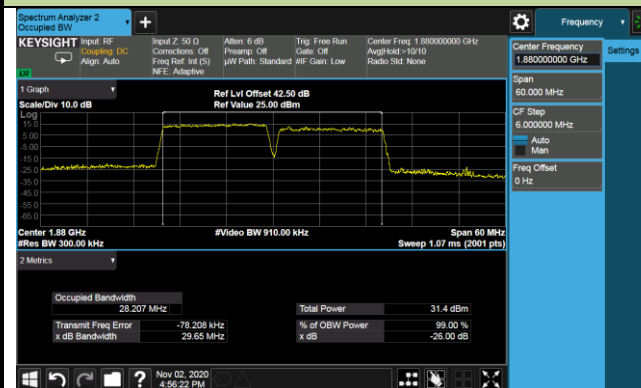 Spectrum Analyzer 2
Occupied BW
Frequency
KEYSIGHT
Input: RF
Coupling: DC
Align: Auto
Input Z: 50 Ω
Corrections: Off
Freq Ref: Int (S)
NFE: Adaptive
Atten: 6 dB
Preamp: Off
µW Path: Standard
Trig: Free Run
Gate: Off
#IF Gain: Low
Center Freq: 1.880000000 GHz
Avg|Hold:>10/10
Radio Std: None
Center Frequency
1.880000000 GHz
Settings
Span
60.000 MHz
CF Step
6.000000 MHz
Auto
Man
Freq Offset
0 Hz
1 Graph
Scale/Div 10.0 dB
Ref Lvl Offset 42.50 dB
Ref Value 25.00 dBm
Log
15.0
5.00
-5.00
-15.0
-25.0
-35.0
-45.0
-55.0
-65.0
Center 1.88 GHz
#Res BW 300.00 kHz
#Video BW 910.00 kHz
Span 60 MHz
Sweep 1.07 ms (2001 pts)
2 Metrics
Occupied Bandwidth
28.207 MHz
Total Power 31.4 dBm
Transmit Freq Error -78.208 kHz
% of OBW Power 99.00 %
x dB Bandwidth 29.65 MHz
x dB -26.00 dB
?
Nov 02, 2020
4:56:22 PM